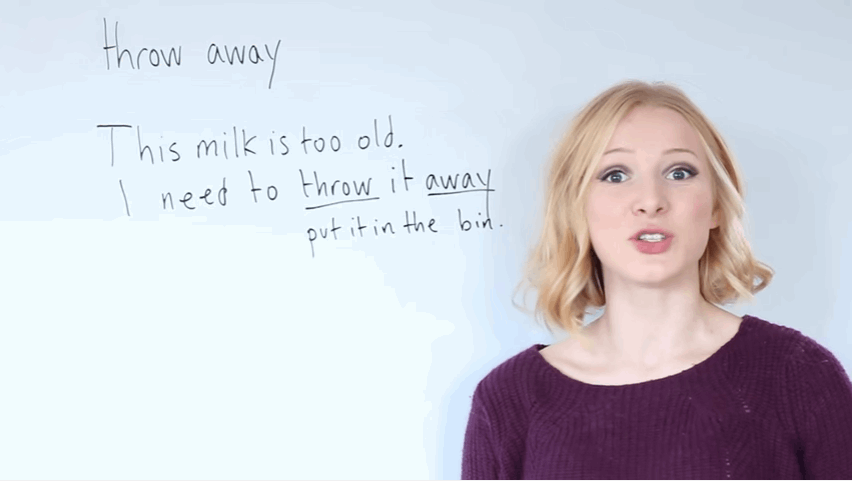 throw away
This milk is too old.
I need to throw it away
put it in the bin.